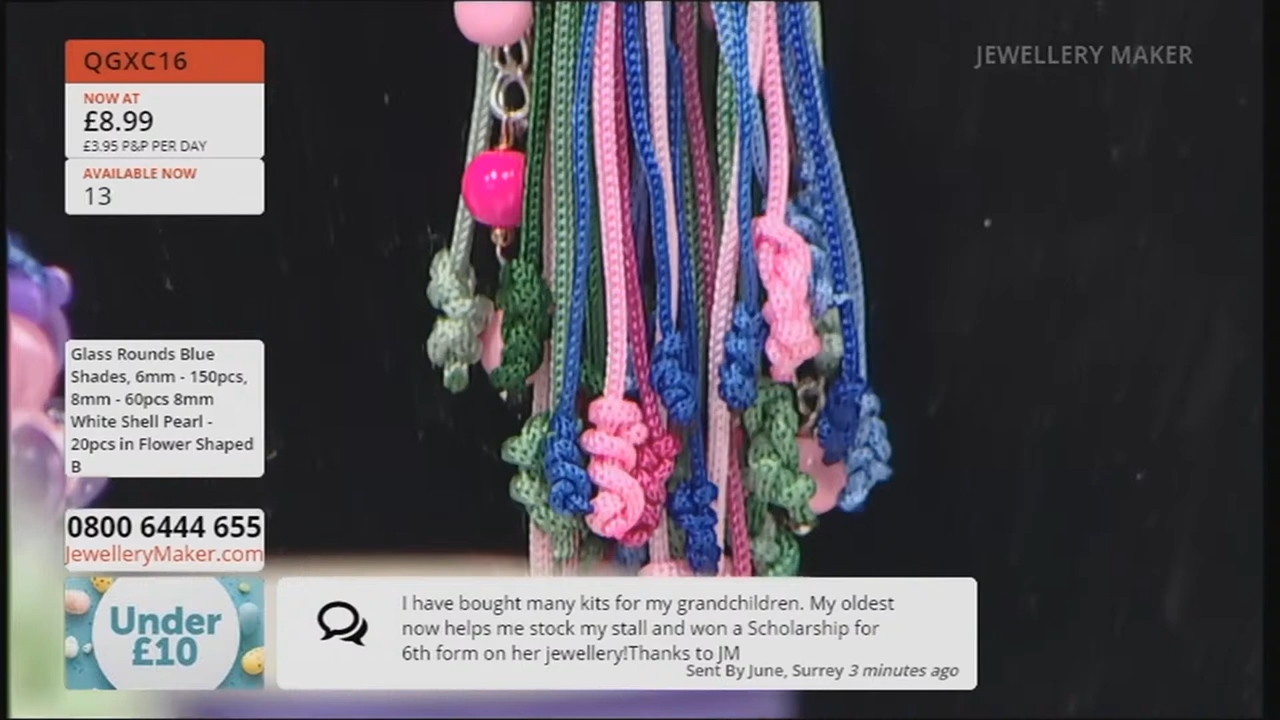 QGXC16
NOW AT
£8.99
£3.95 P&P PER DAY
AVAILABLE NOW
13
JEWELLERY MAKER
Glass Rounds Blue
Shades, 6mm - 150pcs,
8mm - 60pcs 8mm
White Shell Pearl -
20pcs in Flower Shaped
B
0800 6444 655
JewelleryMaker.com
Under
£10
I have bought many kits for my grandchildren. My oldest
now helps me stock my stall and won a Scholarship for
6th form on her jewellery!Thanks to JM
Sent By June, Surrey 3 minutes ago